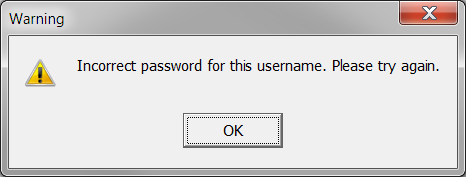 Warning
Incorrect password for this username. Please try again.
OK